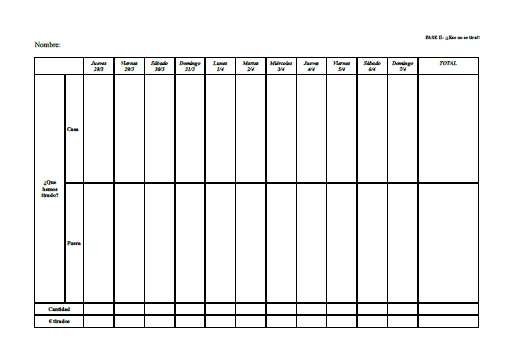 FASE II: ¡¡Eso no se tira!!
Nombre:
Jueves 28/3
Viernes 29/3
Sábado 30/3
Domingo 31/3
Lunes 1/4
Martes 2/4
Miércoles 3/4
Jueves 4/4
Viernes 5/4
Sábado 6/4
Domingo 7/4
TOTAL
¿Que hemos tirado?
Casa
Fuera
Cantidad
€ tirados